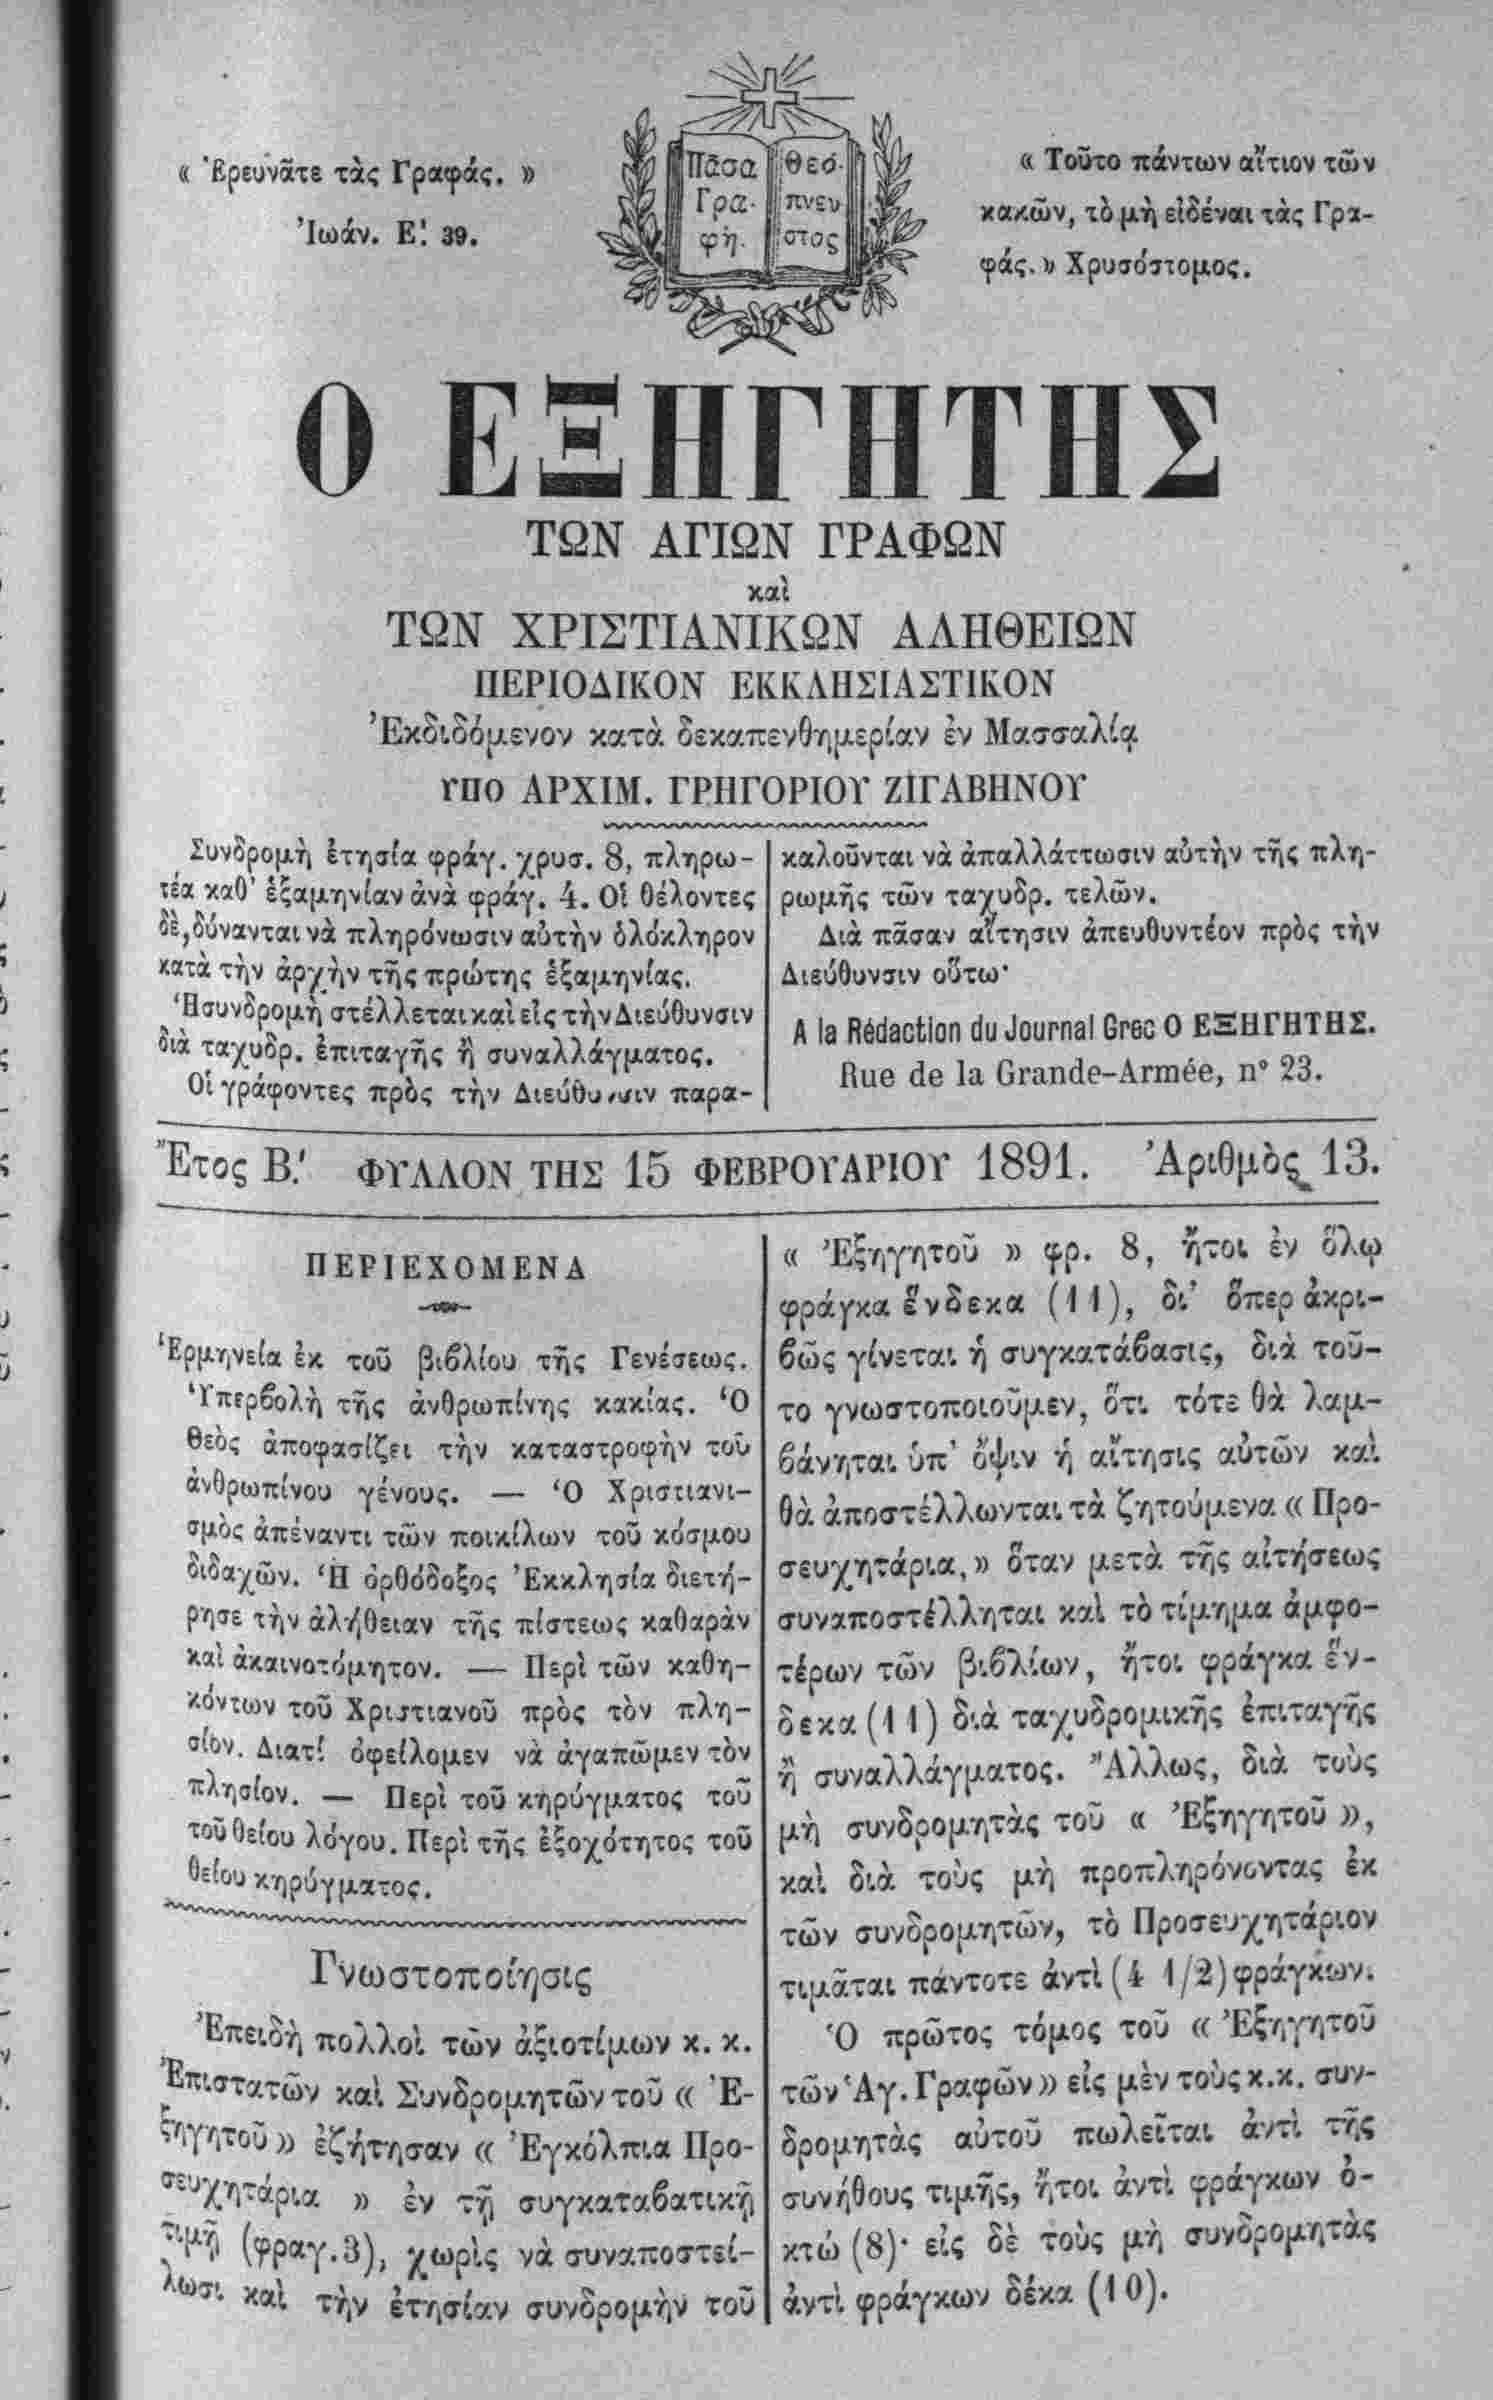 « Ἐρευνᾶτε τὰς Γραφάς. »
Ἰωάν. Ε'. 39.
Πᾶσα
Γρα-
φὴ.
Θεό-
πνευ
στος
« Τοῦτο πάντων αἴτιον τῶν
κακῶν, τὸ μὴ εἰδέναι τὰς Γρα-
φάς. » Χρυσόστομος.
Ο ΕΞΗΓΗΤΗΣ
ΤΩΝ ΑΓΙΩΝ ΓΡΑΦΩΝ
καὶ
ΤΩΝ ΧΡΙΣΤΙΑΝΙΚΩΝ ΑΛΗΘΕΙΩΝ
ΠΕΡΙΟΔΙΚΟΝ ΕΚΚΛΗΣΙΑΣΤΙΚΟΝ
Ἐκδιδόμενον κατὰ δεκαπενθημερίαν ἐν Μασσαλίᾳ
ΥΠΟ ΑΡΧΙΜ. ΓΡΗΓΟΡΙΟΥ ΖΙΓΑΒΗΝΟΥ
Συνδρομὴ ἐτησία φράγ. χρυσ. 8, πληρω-
τέα καθ' ἑξαμηνίαν ἀνὰ φράγ. 4. Οἱ θέλοντες
δὲ, δύνανται νὰ πληρόνωσιν αὐτὴν ὁλόκληρον
κατὰ τὴν ἀρχὴν τῆς πρώτης ἑξαμηνίας.
Ἡ συνδρομὴ στέλλεται καὶ εἰς τὴν Διεύθυνσιν
διὰ ταχυδρ. ἐπιταγῆς ἢ συναλλάγματος.
Οἱ γράφοντες πρὸς τὴν Διεύθυνσιν παρα-
καλοῦνται νὰ ἀπαλλάττωσιν αὐτὴν τῆς πλη-
ρωμῆς τῶν ταχυδρ. τελῶν.
Διὰ πᾶσαν αἴτησιν ἀπευθυντέον πρὸς τὴν
Διεύθυνσιν οὕτω·
A la Rédaction du Journal Grec Ο ΕΞΗΓΗΤΗΣ.
Rue de la Grande-Armée, n° 23.
Ἔτος Β.' ΦΥΛΛΟΝ ΤΗΣ 15 ΦΕΒΡΟΥΑΡΙΟΥ 1891. Ἀριθμὸς 13.
ΠΕΡΙΕΧΟΜΕΝΑ
Ἑρμηνεία ἐκ τοῦ βιβλίου τῆς Γενέσεως.
Ὑπερβολὴ τῆς ἀνθρωπίνης κακίας. Ὁ
Θεὸς ἀποφασίζει τὴν καταστροφὴν τοῦ
ἀνθρωπίνου γένους. — Ὁ Χριστιανι-
σμὸς ἀπέναντι τῶν ποικίλων τοῦ κόσμου
διδαχῶν. Ἡ ὀρθόδοξος Ἐκκλησία διετή-
ρησε τὴν ἀλήθειαν τῆς πίστεως καθαρὰν
καὶ ἀκαινοτόμητον. — Περὶ τῶν καθη-
κόντων τοῦ Χριστιανοῦ πρὸς τὸν πλη-
σίον. Διατί ὀφείλομεν νὰ ἀγαπῶμεν τὸν
πλησίον. — Περὶ τοῦ κηρύγματος τοῦ
τοῦ θείου λόγου. Περὶ τῆς ἐξοχότητος τοῦ
θείου κηρύγματος.
Γνωστοποίησις
Ἐπειδὴ πολλοὶ τῶν ἀξιοτίμων κ. κ.
Ἐπιστατῶν καὶ Συνδρομητῶν τοῦ « Ἐ-
ξηγητοῦ » ἐζήτησαν « Ἐγκόλπια Προ-
σευχητάρια » ἐν τῇ συγκαταβατικῇ
τιμῇ (φραγ. 3), χωρὶς νὰ συναποστεί-
λωσι καὶ τὴν ἐτησίαν συνδρομὴν τοῦ
« Ἐξηγητοῦ » φρ. 8, ἤτοι ἐν ὅλῳ
φράγκα ἕνδεκα (11), δι' ὅπερ ἀκρι-
βῶς γίνεται ἡ συγκατάβασις, διὰ τοῦ-
το γνωστοποιοῦμεν, ὅτι τότε θὰ λαμ-
βάνηται ὑπ' ὄψιν ἡ αἴτησις αὐτῶν καὶ
θὰ ἀποστέλλωνται τὰ ζητούμενα « Προ-
σευχητάρια, » ὅταν μετὰ τῆς αἰτήσεως
συναποστέλληται καὶ τὸ τίμημα ἀμφο-
τέρων τῶν βιβλίων, ἤτοι φράγκα ἕν-
δεκα (11) διὰ ταχυδρομικῆς ἐπιταγῆς
ἢ συναλλάγματος. Ἄλλως, διὰ τοὺς
μὴ συνδρομητὰς τοῦ « Ἐξηγητοῦ »,
καὶ διὰ τοὺς μὴ προπληρόνοντας ἐκ
τῶν συνδρομητῶν, τὸ Προσευχητάριον
τιμᾶται πάντοτε ἀντὶ (4 1/2) φράγκων.
Ὁ πρῶτος τόμος τοῦ « Ἐξηγητοῦ
τῶν Ἁγ. Γραφῶν » εἰς μὲν τοὺς κ.κ. συν-
δρομητὰς αὐτοῦ πωλεῖται ἀντὶ τῆς
συνήθους τιμῆς, ἤτοι ἀντὶ φράγκων ὀ-
κτώ (8)· εἰς δὲ τοὺς μὴ συνδρομητὰς
ἀντὶ φράγκων δέκα (10).